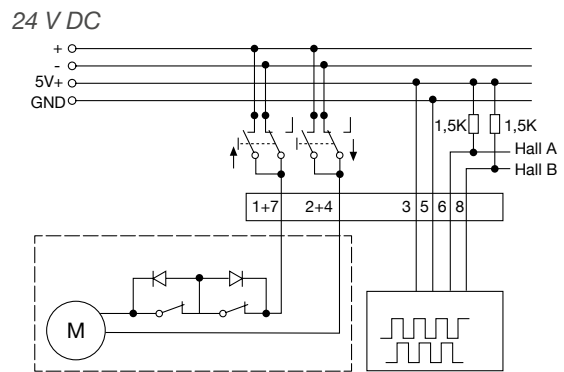 24 V DC
+
-
5V+
GND
1,5K 1,5K
Hall A
Hall B
1+7 2+4 3 5 6 8
M